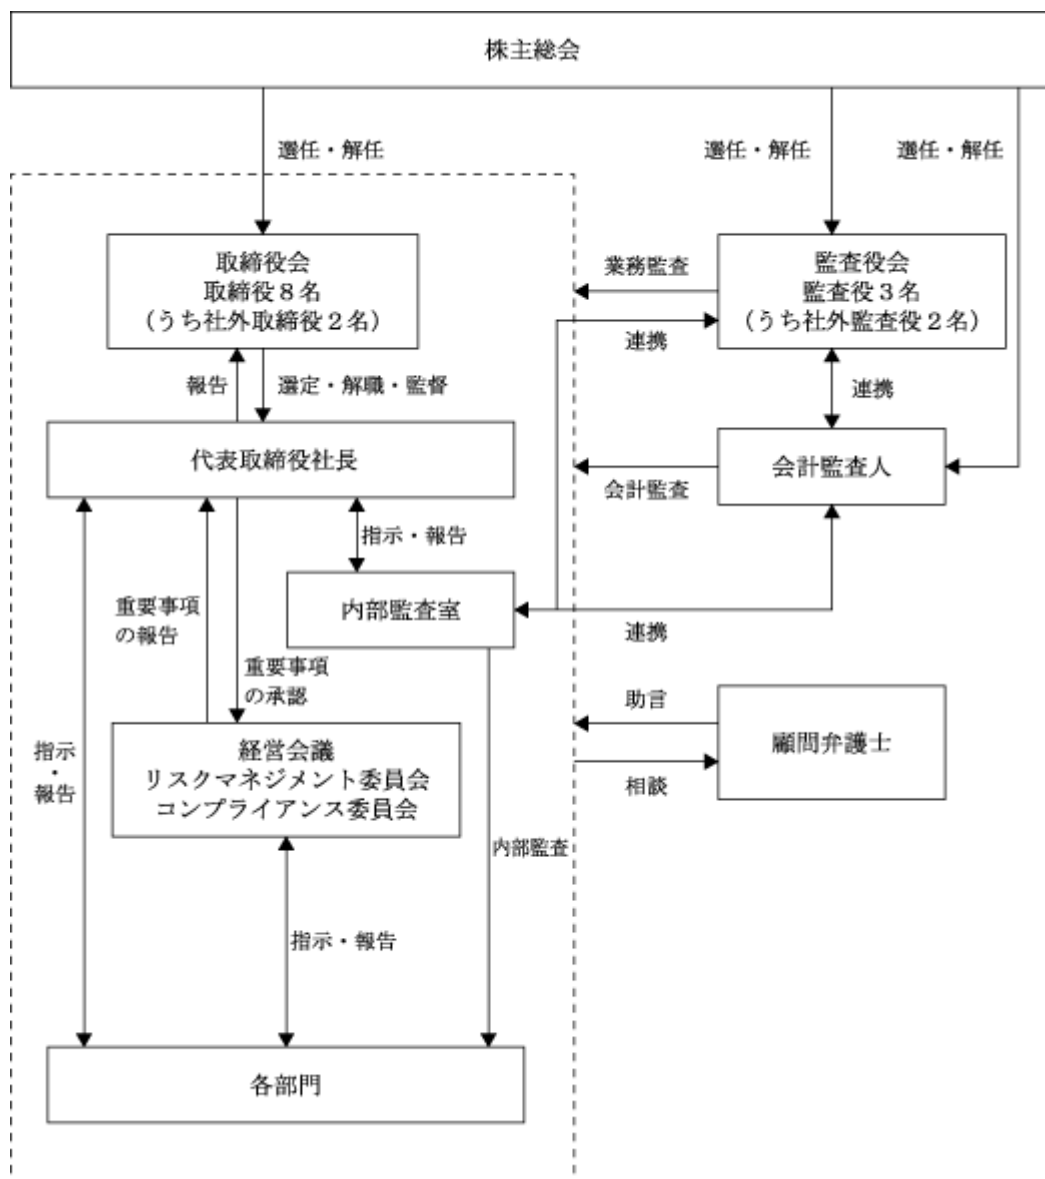 株主総会
選任・解任
選任・解任
選任・解任
取締役会
取締役８名
（うち社外取締役２名）
業務監査
監査役会
監査役３名
（うち社外監査役２名）
連携
報告
選定・解職・監督
連携
代表取締役社長
会計監査人
会計監査
指示・報告
内部監査室
重要事項
の報告
連携
重要事項
の承認
助言
顧問弁護士
相談
指示
・
報告
経営会議
リスクマネジメント委員会
コンプライアンス委員会
内部監査
指示・報告
各部門